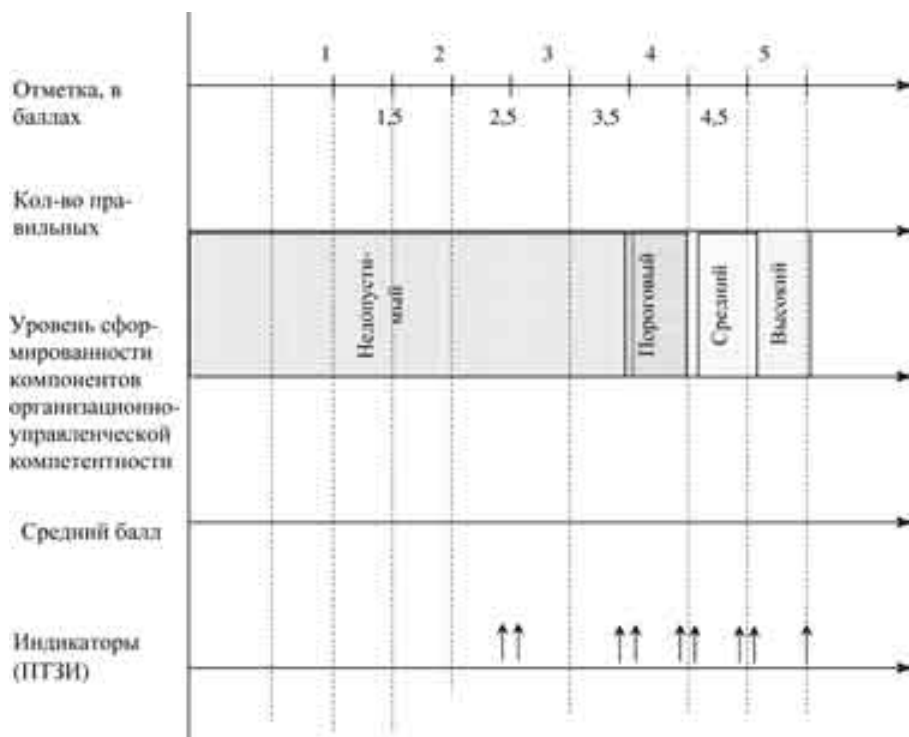 1 2 3 4 5
Отметка, в
баллах
1,5 2,5 3,5 4,5
Кол-во пра-
вильных
Недопусти-
мый
Пороговый
Средний
Высокий
Уровень сфор-
мированности
компонентов
организационно-
управленческой
компетентности
Средний балл
Индикаторы
(ПТЗИ)